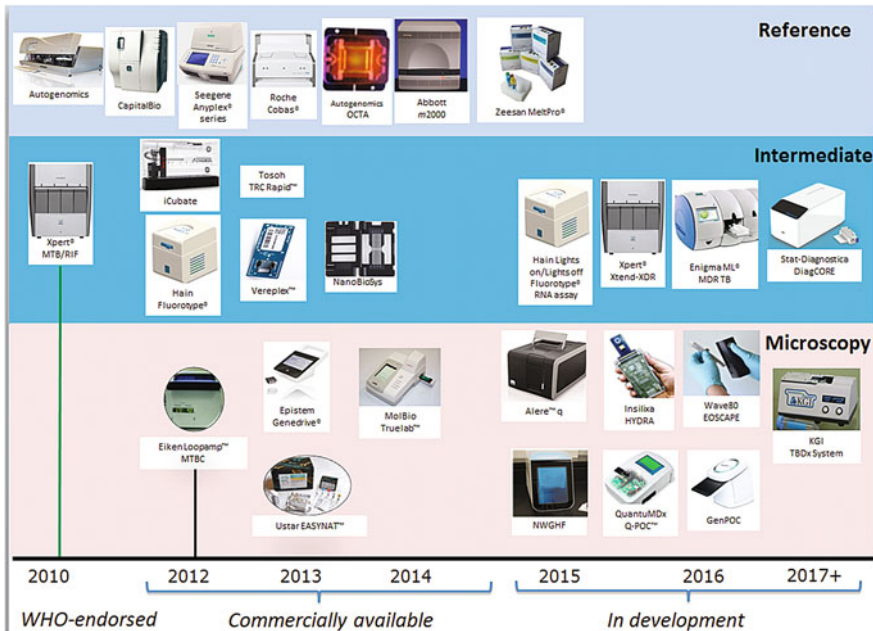 Reference
Autogenomics
CapitalBio
Seegene
Anyplex®
series
Roche
Cobas®
Autogenomics
OCTA
Abbott
m2000
Zeesan MeltPro®
Intermediate
Xpert®
MTB/RIF
iCubate
Tosoh
TRC Rapid™
Hain
Fluorotype®
Vereplex™
NanoBioSys
Hain Lights
on/Lights off
Fluorotype®
RNA assay
Xpert®
Xtend-XDR
Enigma ML®
MDR TB
Stat-Diagnostica
DiagCORE
Microscopy
Eiken Loopamp™
MTBC
Epistem
Genedrive®
MolBio
Truelab™
Ustar EASYNAT™
Alere™ q
Insilixa
HYDRA
Wave80
EOSCAPE
KGI
KGI
TBDx System
NWGHF
QuantuMDx
Q-POC™
GenPOC
2010
2012
2013
2014
2015
2016
2017+
WHO-endorsed
Commercially available
In development